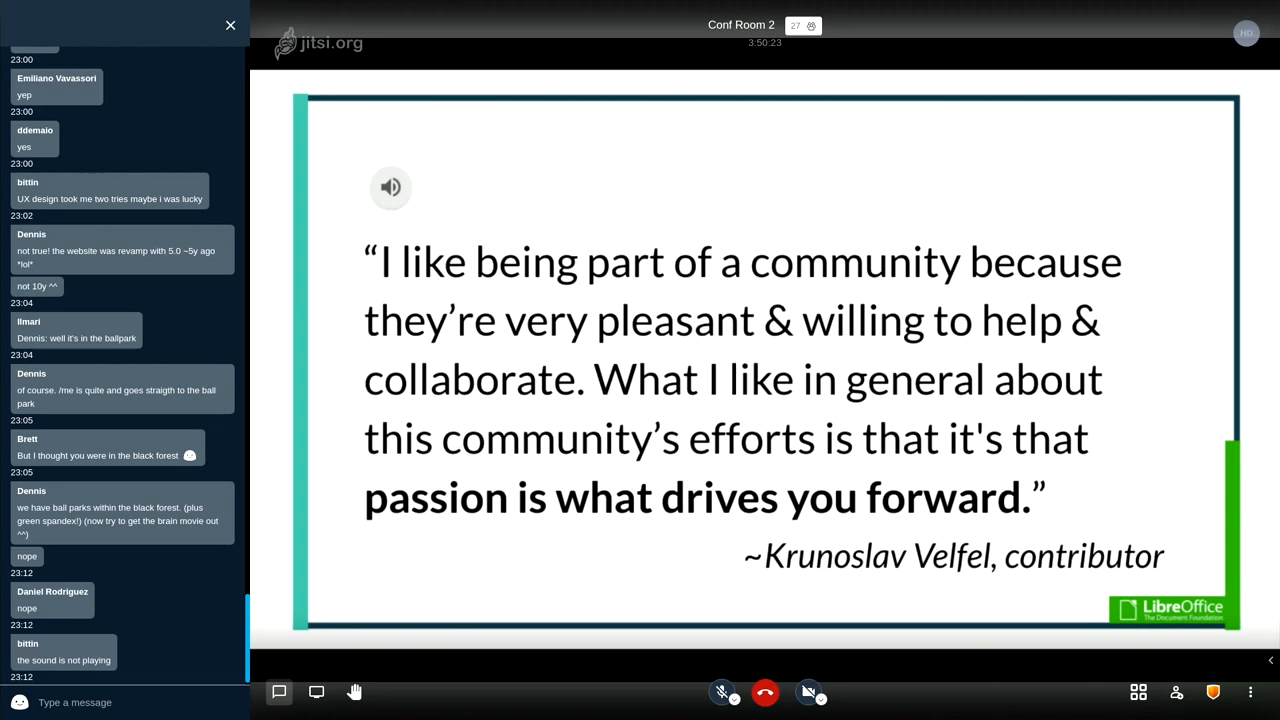 23:00
Emiliano Vavassori
yep
23:00
ddemaio
yes
23:00
bittin
UX design took me two tries maybe i was lucky
23:02
Dennis
not true! the website was revamp with 5.0 ~5y ago
*lol*
not 10y ^^
23:04
Ilmari
Dennis: well it's in the ballpark
23:04
Dennis
of course. /me is quite and goes straigth to the ball
park
23:05
Brett
But I thought you were in the black forest
23:05
Dennis
we have ball parks within the black forest. (plus
green spandex!) (now try to get the brain movie out
^^)
nope
23:12
Daniel Rodriguez
nope
23:12
bittin
the sound is not playing
23:12
Type a message
jitsi.org
Conf Room 2
27
3:50:23
HD
“I like being part of a community because
they’re very pleasant & willing to help &
collaborate. What I like in general about
this community’s efforts is that it's that
passion is what drives you forward.”
~Krunoslav Velfel, contributor
LibreOffice
The Document Foundation